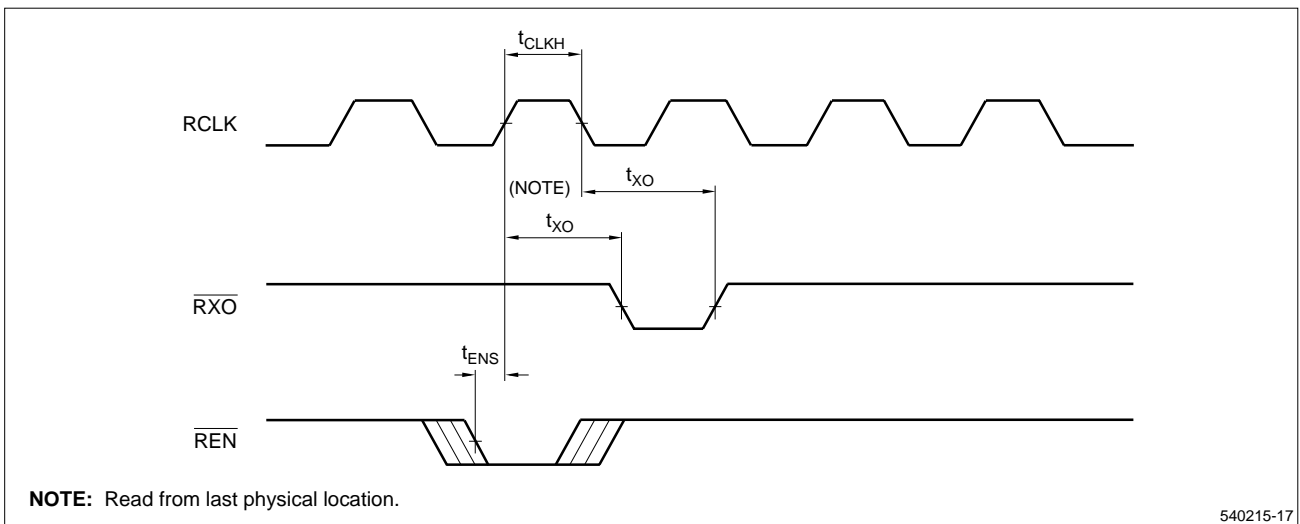 tCLKH
RCLK
(NOTE)
tXO
tXO
RXO
tENS
REN
NOTE: Read from last physical location.
540215-17